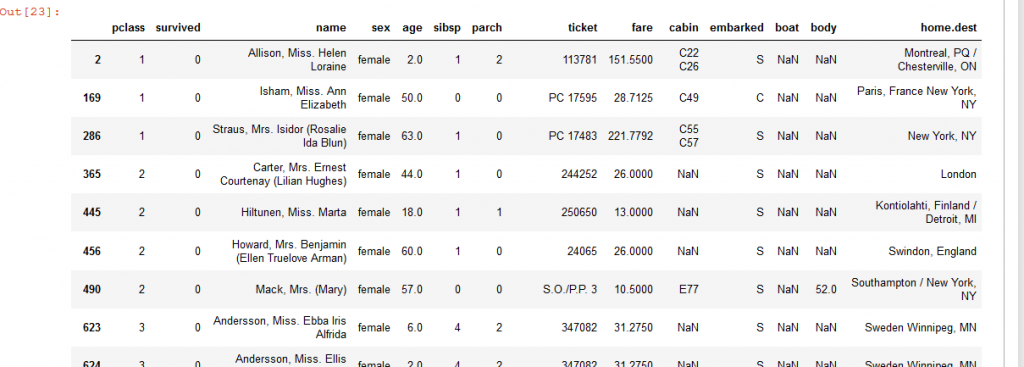 Out[23]:
pclass survived name sex age sibsp parch ticket fare cabin embarked boat body home.dest
2 1 0 Allison, Miss. Helen Loraine female 2.0 1 2 113781 151.5500 C22 C26 S NaN NaN Montreal, PQ / Chesterville, ON
169 1 0 Isham, Miss. Ann Elizabeth female 50.0 0 0 PC 17595 28.7125 C49 C NaN NaN Paris, France New York, NY
286 1 0 Straus, Mrs. Isidor (Rosalie Ida Blun) female 63.0 1 0 PC 17483 221.7792 C55 C57 S NaN NaN New York, NY
365 2 0 Carter, Mrs. Ernest Courtenay (Lilian Hughes) female 44.0 1 0 244252 26.0000 NaN S NaN NaN London
445 2 0 Hiltunen, Miss. Marta female 18.0 1 1 250650 13.0000 NaN S NaN NaN Kontiolahti, Finland / Detroit, MI
456 2 0 Howard, Mrs. Benjamin (Ellen Truelove Arman) female 60.0 1 0 24065 26.0000 NaN S NaN NaN Swindon, England
490 2 0 Mack, Mrs. (Mary) female 57.0 0 0 S.O./P.P. 3 10.5000 E77 S NaN 52.0 Southampton / New York, NY
623 3 0 Andersson, Miss. Ebba Iris Alfrida female 6.0 4 2 347082 31.2750 NaN S NaN NaN Sweden Winnipeg, MN
624 3 0 Andersson, Miss. Ellis female 2.0 4 2 347082 31.2750 NaN S NaN NaN Sweden Winnipeg, MN